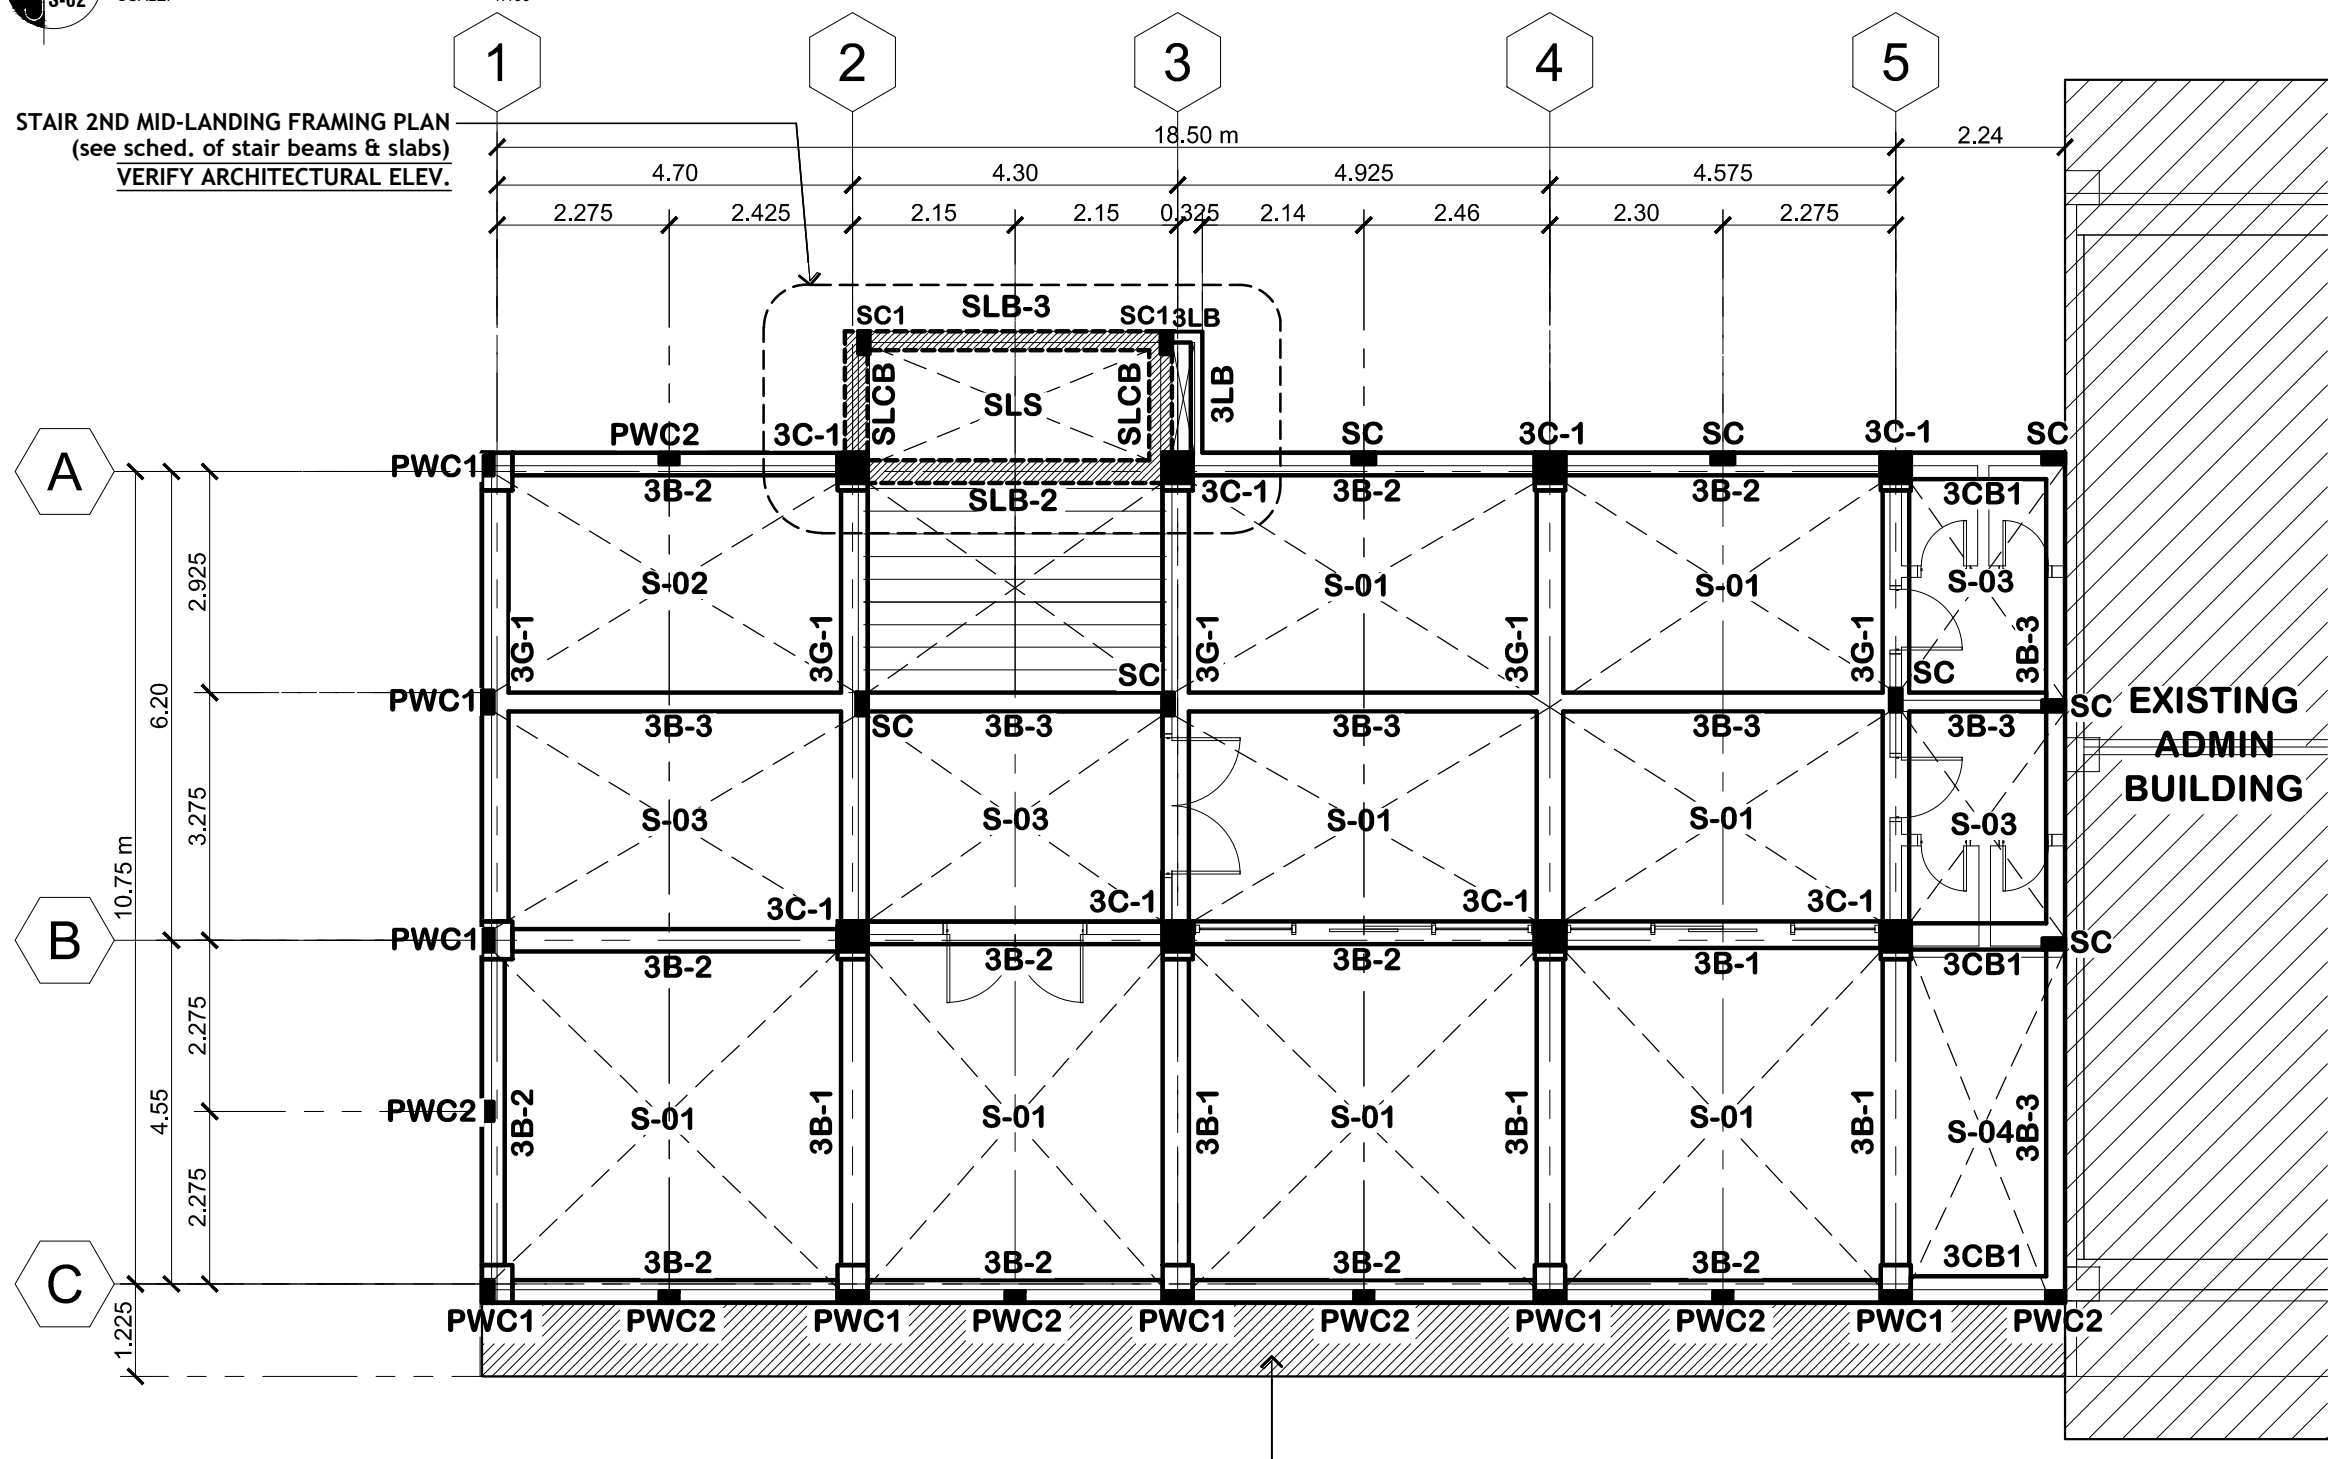 S-02
1
2
3
4
5
STAIR 2ND MID-LANDING FRAMING PLAN
(see sched. of stair beams & slabs)
VERIFY ARCHITECTURAL ELEV.
18.50 m
2.24
4.70
4.30
4.925
4.575
2.275
2.425
2.15
2.15
0.325
2.14
2.46
2.30
2.275
SLB-3
SC1
SC1
3LB
SLCB
SLS
SLCB
3LB
A
PWC1
PWC2
3C-1
SC
3C-1
SC
3C-1
SC
3B-2
SLB-2
3C-1
3B-2
3B-2
3CB1
2.925
S-02
S-01
S-01
S-03
3G-1
3G-1
3G-1
3G-1
3G-1
3B-3
SC
SC
PWC1
6.20
3B-3
SC
3B-3
3B-3
3B-3
3B-3
SC
EXISTING
ADMIN
BUILDING
3.275
S-03
S-03
S-01
S-01
S-03
10.75 m
3C-1
3C-1
3C-1
3C-1
B
PWC1
SC
3B-2
3B-2
3B-2
3B-1
3CB1
2.275
4.55
PWC2
3B-2
S-01
3B-1
S-01
3B-1
S-01
3B-1
S-01
3B-1
S-04
3B-3
2.275
3B-2
3B-2
3B-2
3B-2
3CB1
C
PWC1
PWC2
PWC1
PWC2
PWC1
PWC2
PWC1
PWC2
PWC1
PWC2
1.225